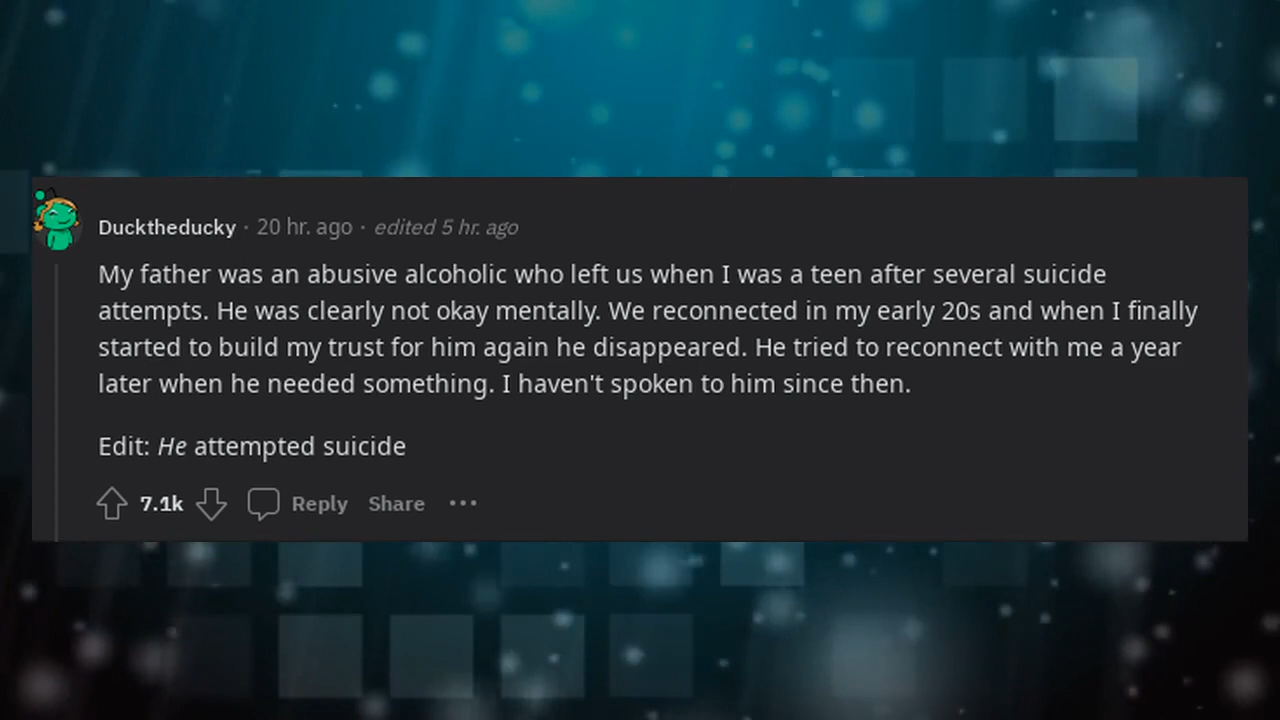 Ducktheducky · 20 hr. ago · edited 5 hr. ago
My father was an abusive alcoholic who left us when I was a teen after several suicide
attempts. He was clearly not okay mentally. We reconnected in my early 20s and when I finally
started to build my trust for him again he disappeared. He tried to reconnect with me a year
later when he needed something. I haven't spoken to him since then.
Edit: He attempted suicide
7.1k Reply Share ···